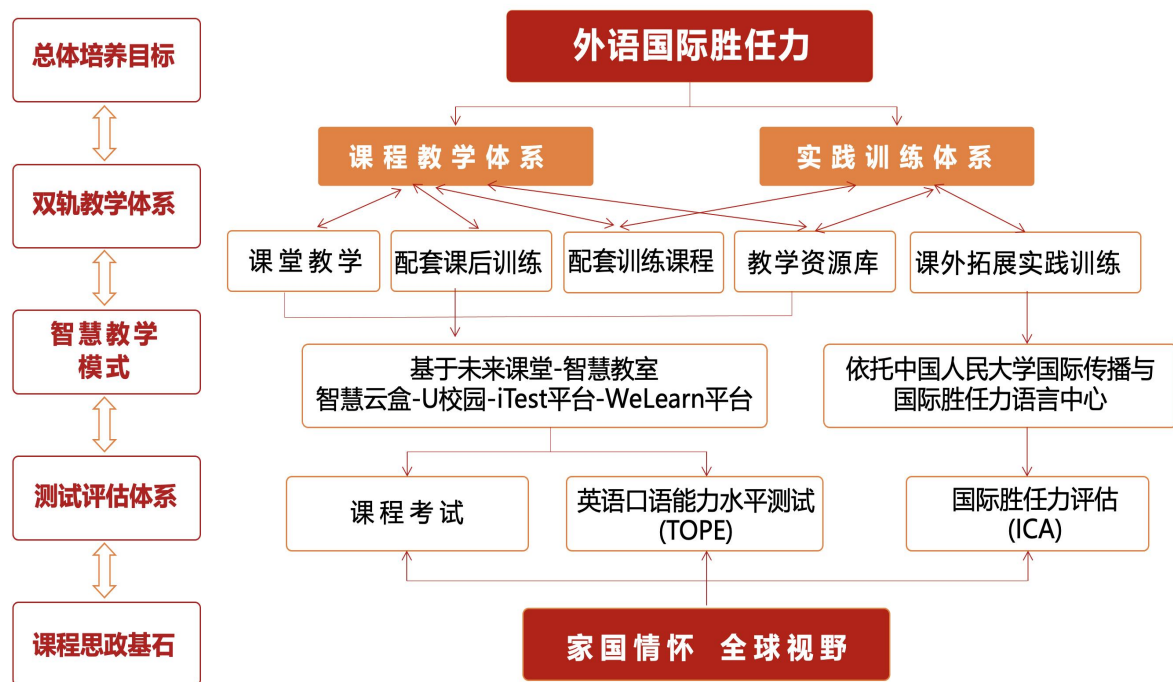 总体培养目标
外语国际胜任力
课程教学体系
实践训练体系
双轨教学体系
课堂教学
配套课后训练
配套训练课程
教学资源库
课外拓展实践训练
智慧教学
模式
基于未来课堂-智慧教室
智慧云盒-U校园-iTest平台-WeLearn平台
依托中国人民大学国际传播与
国际胜任力语言中心
测试评估体系
课程考试
英语口语能力水平测试
(TOPE)
国际胜任力评估
(ICA)
课程思政基石
家国情怀 全球视野